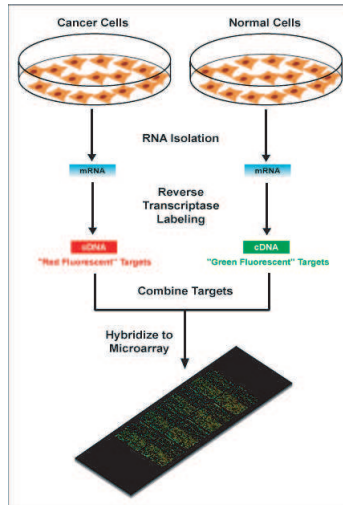 Cancer Cells
Normal Cells
RNA Isolation
mRNA
mRNA
Reverse
Transcriptase
Labeling
cDNA
cDNA
"Red Fluorescent" Targets
"Green Fluorescent" Targets
Combine Targets
Hybridize to
Microarray